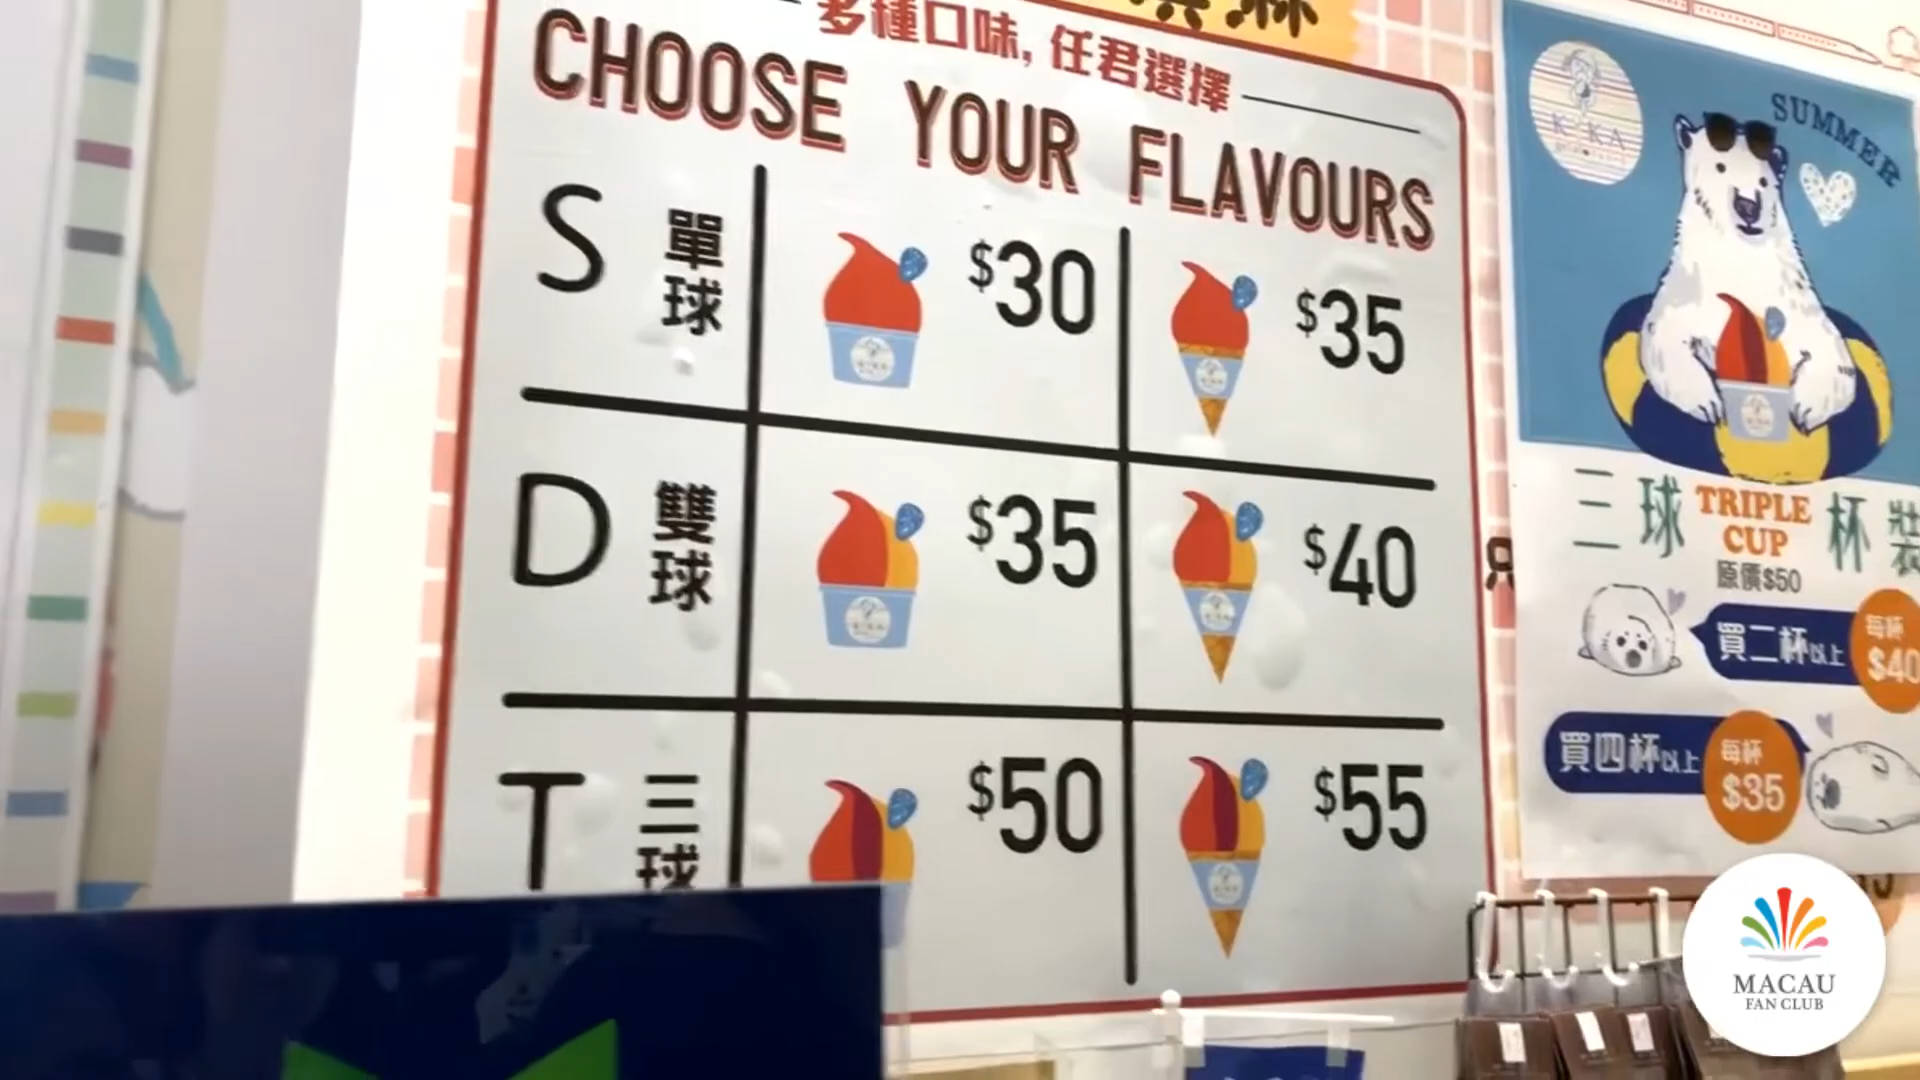 多種口味, 任君選擇
CHOOSE YOUR FLAVOURS
S 單球 $30 $35
D 雙球 $35 $40
T 三球 $50 $55
SUMMER
三球 TRIPLE CUP 杯裝
原價$50
買二杯以上 每杯 $40
買四杯以上 每杯 $35
MACAU
FAN CLUB